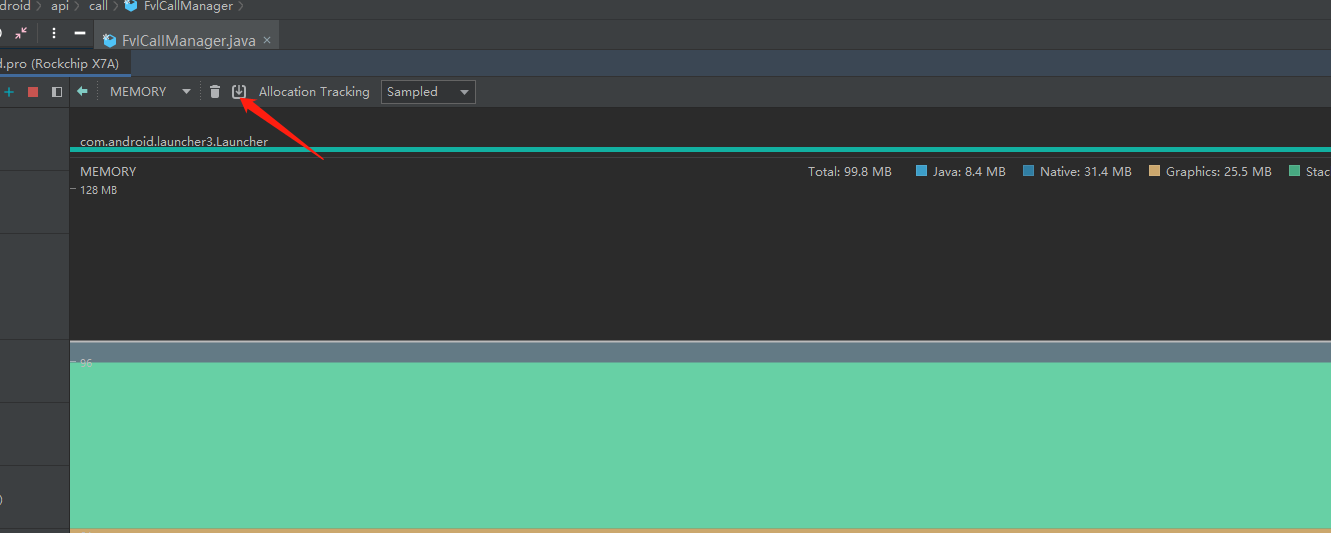 droid > api > call > FvlCallManager >
FvlCallManager.java ×
d.pro (Rockchip X7A)
MEMORY Allocation Tracking Sampled
com.android.launcher3.Launcher
MEMORY Total: 99.8 MB Java: 8.4 MB Native: 31.4 MB Graphics: 25.5 MB Stac
128 MB
96
)